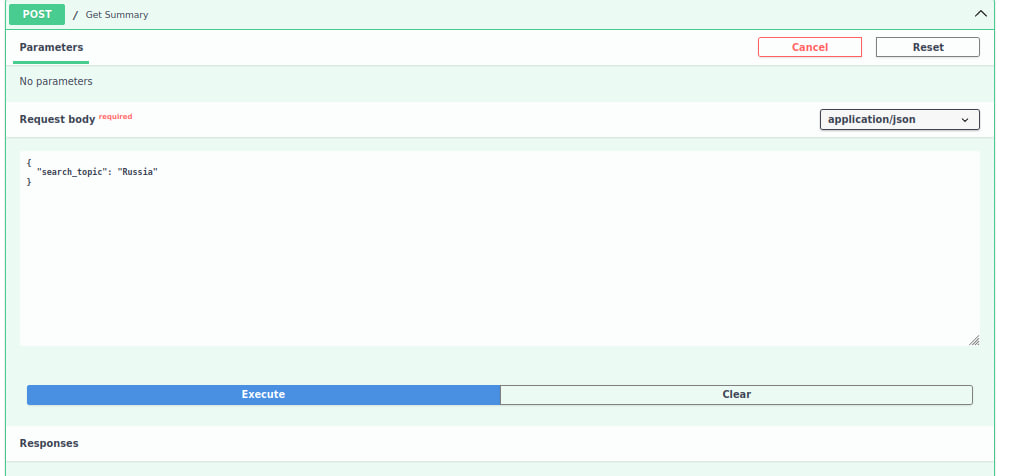 POST / Get Summary
Parameters
Cancel
Reset
No parameters
Request body required
application/json
{
"search_topic": "Russia"
}
Execute
Clear
Responses